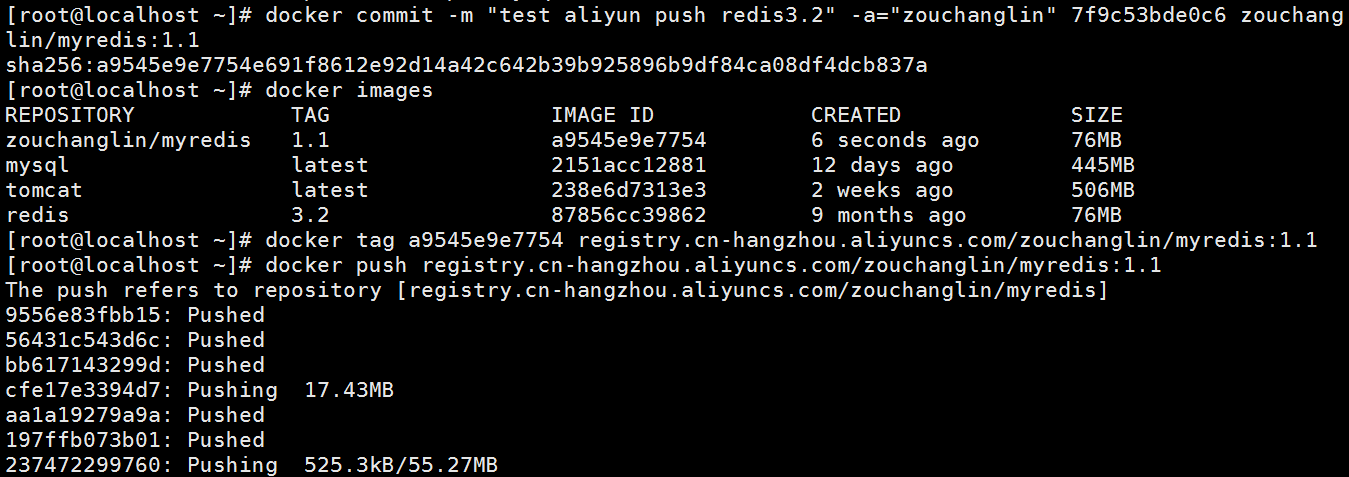 [root@localhost ~]# docker commit -m "test aliyun push redis3.2" -a="zouchanglin" 7f9c53bde0c6 zouchang
lin/myredis:1.1
sha256:a9545e9e7754e691f8612e92d14a42c642b39b925896b9df84ca08df4dcb837a
[root@localhost ~]# docker images
REPOSITORY            TAG                 IMAGE ID            CREATED             SIZE
zouchanglin/myredis   1.1                 a9545e9e7754        6 seconds ago       76MB
mysql                 latest              2151acc12881        12 days ago         445MB
tomcat                latest              238e6d7313e3        2 weeks ago         506MB
redis                 3.2                 87856cc39862        9 months ago        76MB
[root@localhost ~]# docker tag a9545e9e7754 registry.cn-hangzhou.aliyuncs.com/zouchanglin/myredis:1.1
[root@localhost ~]# docker push registry.cn-hangzhou.aliyuncs.com/zouchanglin/myredis:1.1
The push refers to repository [registry.cn-hangzhou.aliyuncs.com/zouchanglin/myredis]
9556e83fbb15: Pushed
56431c543d6c: Pushed
bb617143299d: Pushed
cfe17e3394d7: Pushing  17.43MB
aa1a19279a9a: Pushed
197ffb073b01: Pushed
237472299760: Pushing  525.3kB/55.27MB